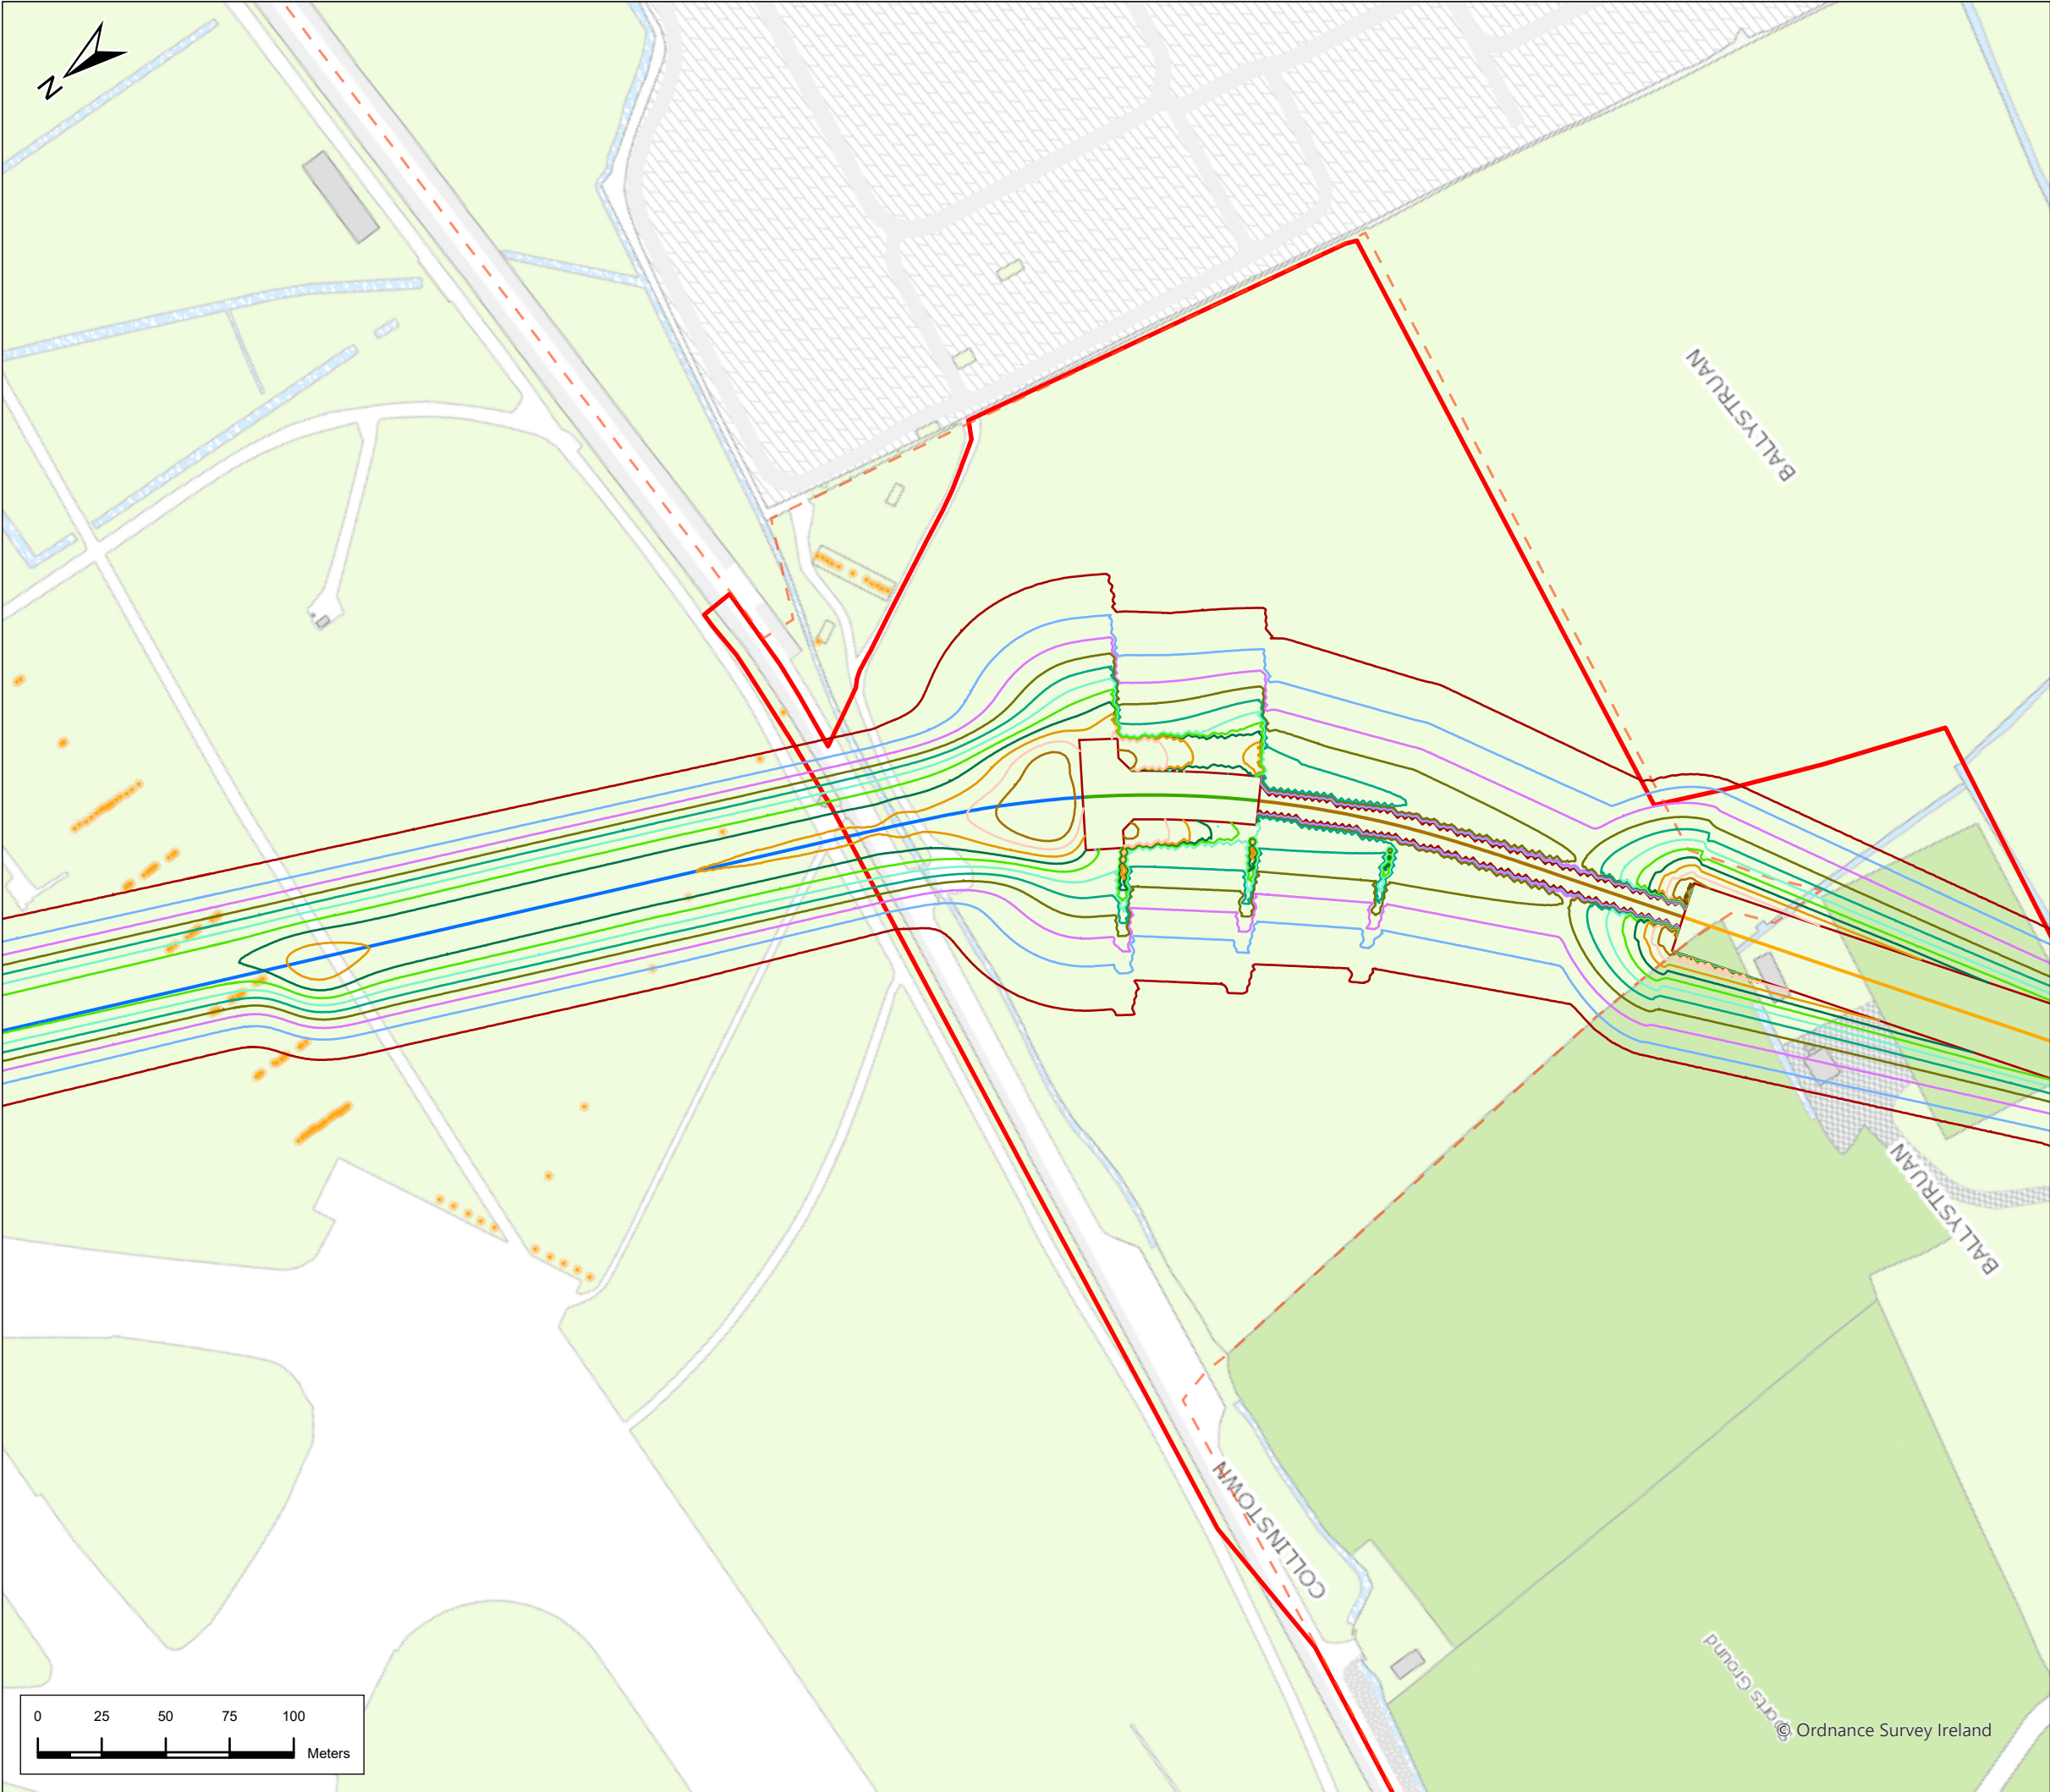 N
BALLYSTRUAN
BALLYSTRUAN
COLLINSTOWN
Sports Ground
© Ordnance Survey Ireland
0 25 50 75 100
Meters